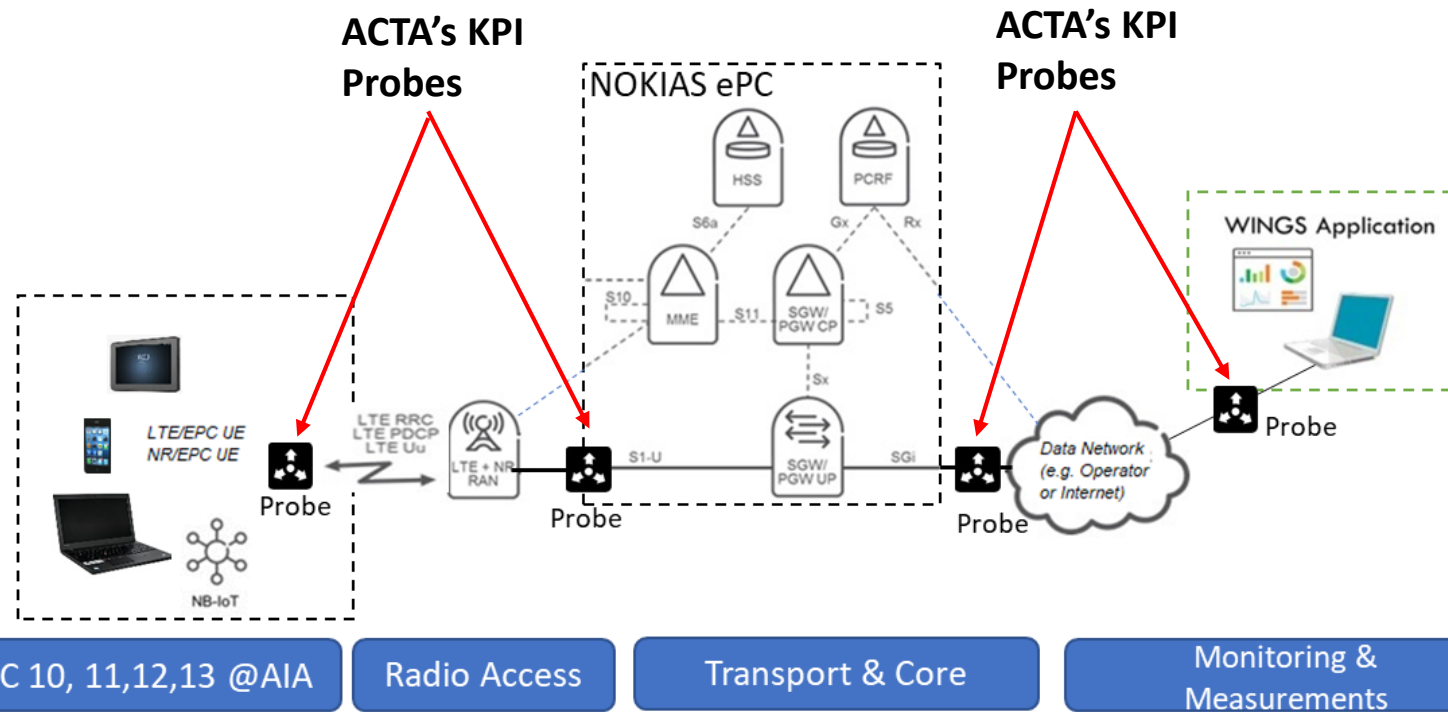 ACTA's KPI
Probes
ACTA's KPI
Probes
NOKIAS ePC
HSS
PCRF
S6a
Gx
Rx
WINGS Application
S10
MME
S11
SGW/
PGW CP
S5
Sx
LTE/EPC UE
NR/EPC UE
LTE RRC
LTE PDCP
LTE Uu
LTE + NR
RAN
S1-U
SGW/
PGW UP
SGi
Data Network
(e.g. Operator
or Internet)
Probe
Probe
Probe
Probe
NB-IoT
C 10, 11,12,13 @AIA
Radio Access
Transport & Core
Monitoring &
Measurements